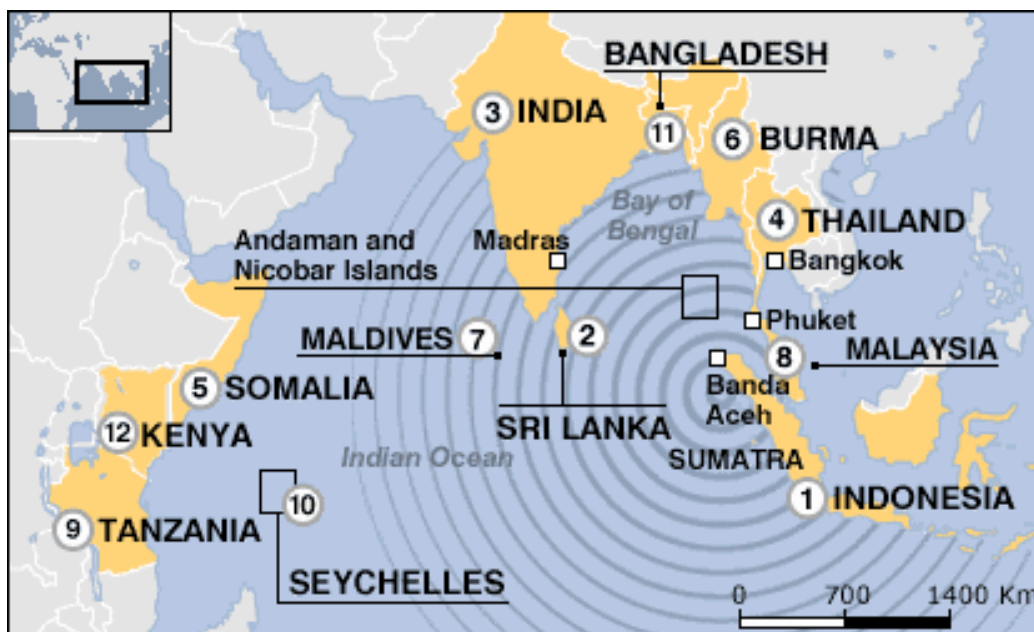 BANGLADESH
3 INDIA
11
6 BURMA
Bay of
Bengal
4 THAILAND
Andaman and
Nicobar Islands
Madras
Bangkok
Phuket
MALDIVES 7
2
8 MALAYSIA
5 SOMALIA
Banda
Aceh
SRI LANKA
12 KENYA
Indian Ocean
SUMATRA
10
1 INDONESIA
9 TANZANIA
SEYCHELLES
0 700 1400 Km